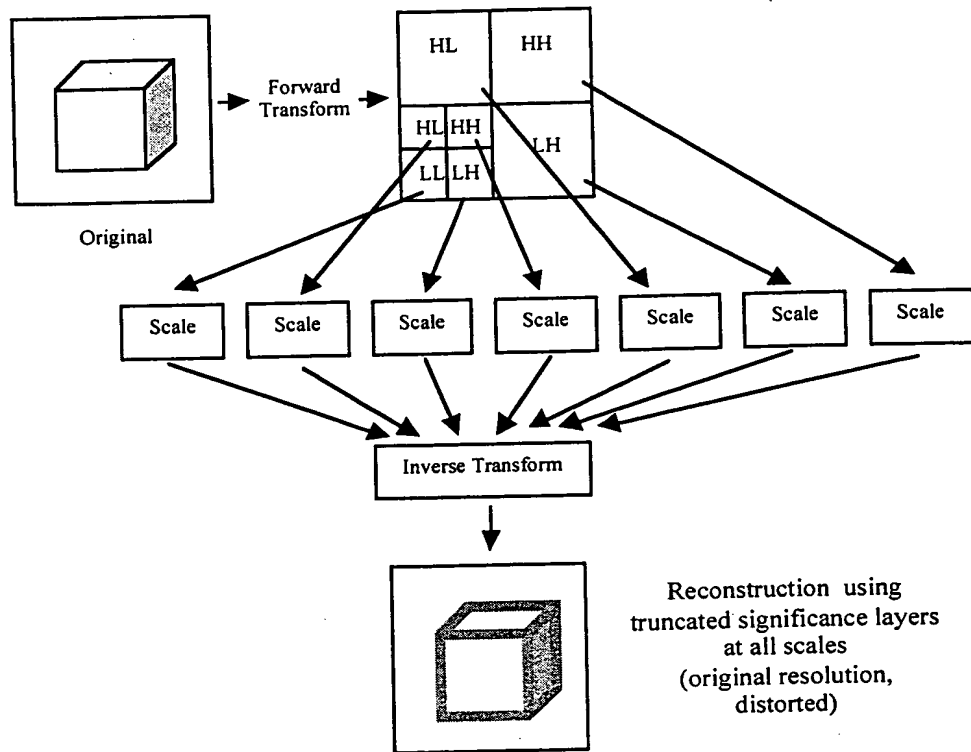 HL HH
Forward
Transform
HL HH
LH
LL LH
Original
Scale Scale Scale Scale Scale Scale Scale
Inverse Transform
Reconstruction using
truncated significance layers
at all scales
(original resolution,
distorted)